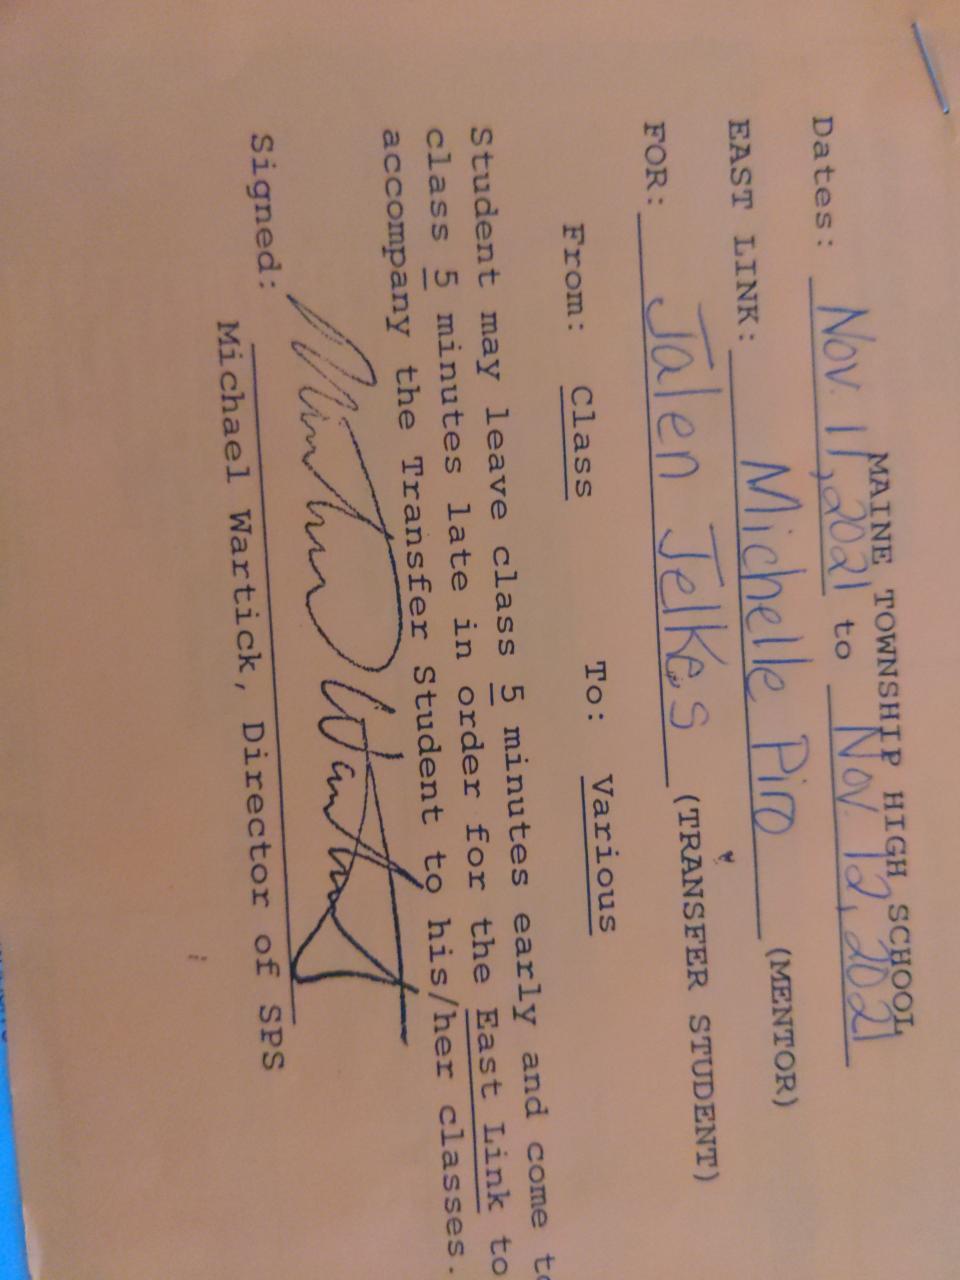 MAINE TOWNSHIP HIGH SCHOOL
Dates: Nov. 11, 2021 to Nov. 12, 2021
EAST LINK: Michelle Piro (MENTOR)
FOR: Jalen Jelkes (TRANSFER STUDENT)
From: Class To: Various
Student may leave class 5 minutes early and come to
class 5 minutes late in order for the East Link to
accompany the Transfer Student to his/her classes.
Signed:
Michael Wartick, Director of SPS